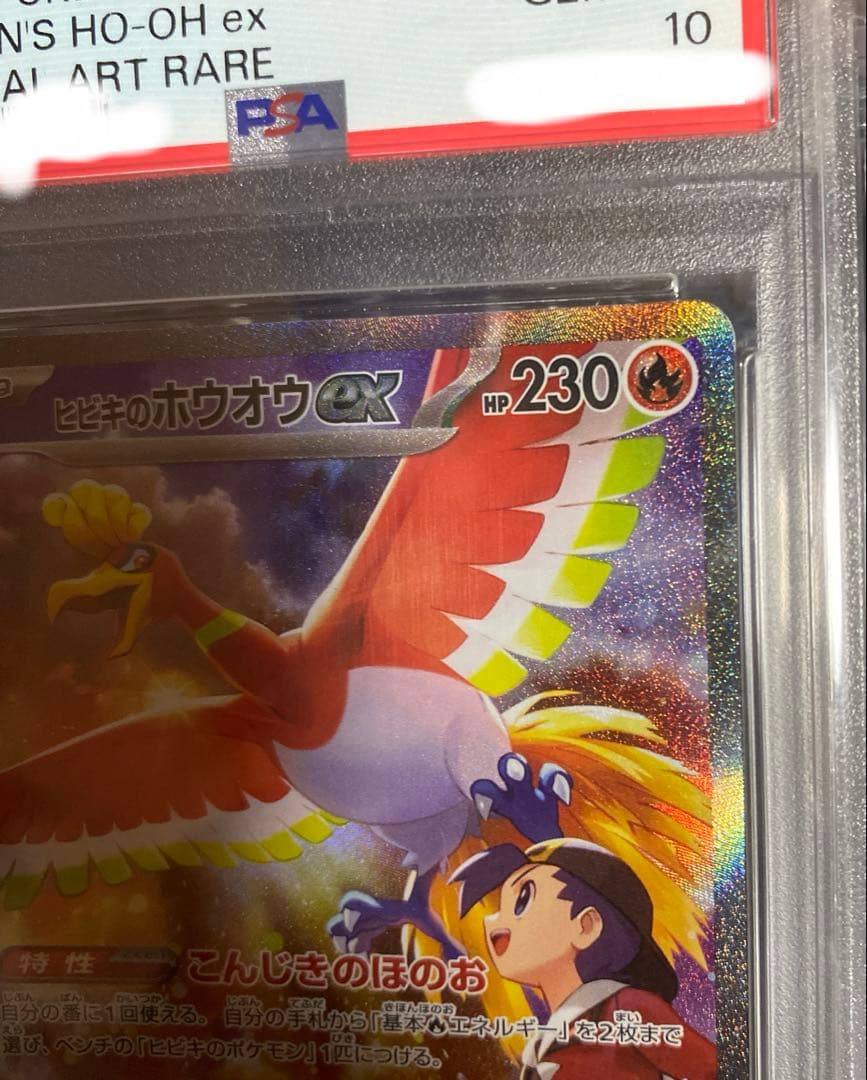 N'S HO-OH ex
10
AL ART RARE
PSA
ヒビキのホウオウex
HP 230
特性
こんじきのほのお
自分の番に1回使える。自分の手札から「基本エネルギー」を2枚まで
選び、ベンチの「ヒビキのポケモン」1匹につける。